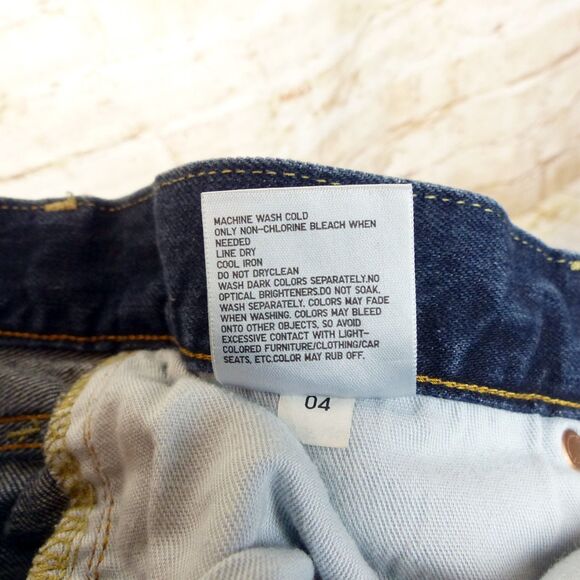 MACHINE WASH COLD
ONLY NON-CHLORINE BLEACH WHEN
NEEDED
LINE DRY
COOL IRON
DO NOT DRYCLEAN
WASH DARK COLORS SEPARATELY.NO
OPTICAL BRIGHTENERS.DO NOT SOAK.
WASH SEPARATELY. COLORS MAY FADE
WHEN WASHING. COLORS MAY BLEED
ONTO OTHER OBJECTS, SO AVOID
EXCESSIVE CONTACT WITH LIGHT-
COLORED FURNITURE/CLOTHING/CAR
SEATS, ETC.COLOR MAY RUB OFF.
04